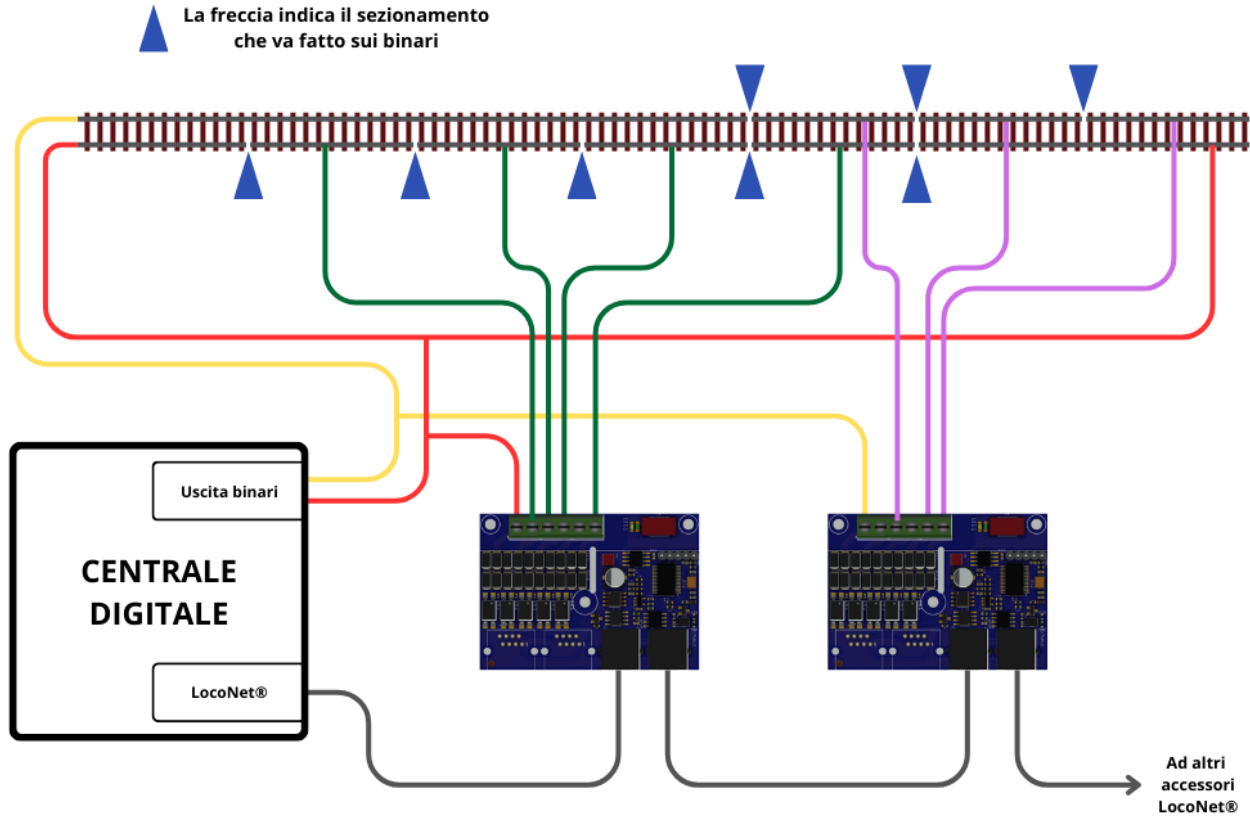 La freccia indica il sezionamento
che va fatto sui binari
Uscita binari
CENTRALE
DIGITALE
LocoNet®
Ad altri
accessori
LocoNet®